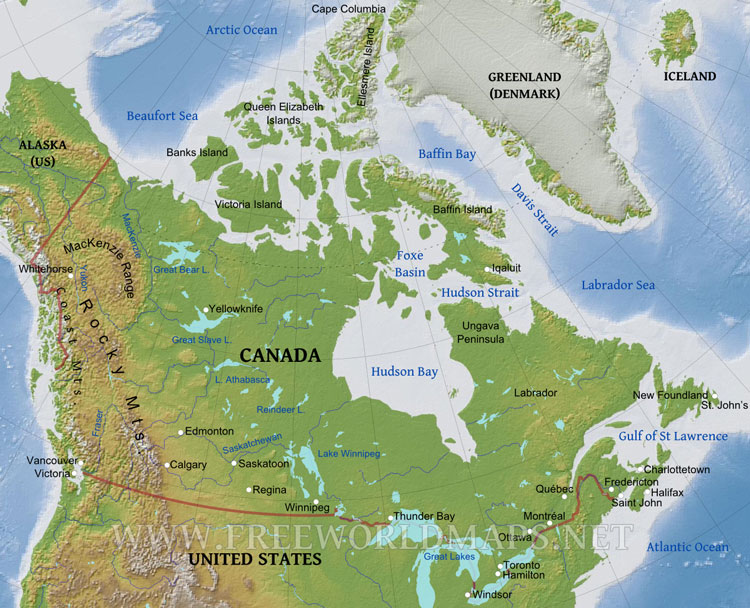 Cape Columbia
Arctic Ocean
Ellesmere Island
GREENLAND
(DENMARK)
ICELAND
Queen Elizabeth
Islands
Beaufort Sea
ALASKA
(US)
Banks Island
Baffin Bay
Davis Strait
Victoria Island
Baffin Island
MacKenzie
MacKenzie Range
Foxe
Basin
Iqaluit
Whitehorse
Yukon
Great Bear L.
Hudson Strait
Labrador Sea
Coast Mts.
Rocky Mts.
Yellowknife
Great Slave L.
Ungava
Peninsula
CANADA
Hudson Bay
L. Athabasca
Labrador
New Foundland
St. John's
Reindeer L.
Fraser
Edmonton
Saskatchewan
Gulf of St Lawrence
Lake Winnipeg
Vancouver
Victoria
Calgary
Saskatoon
Charlottetown
Regina
Québec
Fredericton
Halifax
Saint John
Winnipeg
Thunder Bay
Montréal
Ottawa
WWW.FREEWORLDMAPS.NET
Atlantic Ocean
UNITED STATES
Great Lakes
Toronto
Hamilton
Windsor